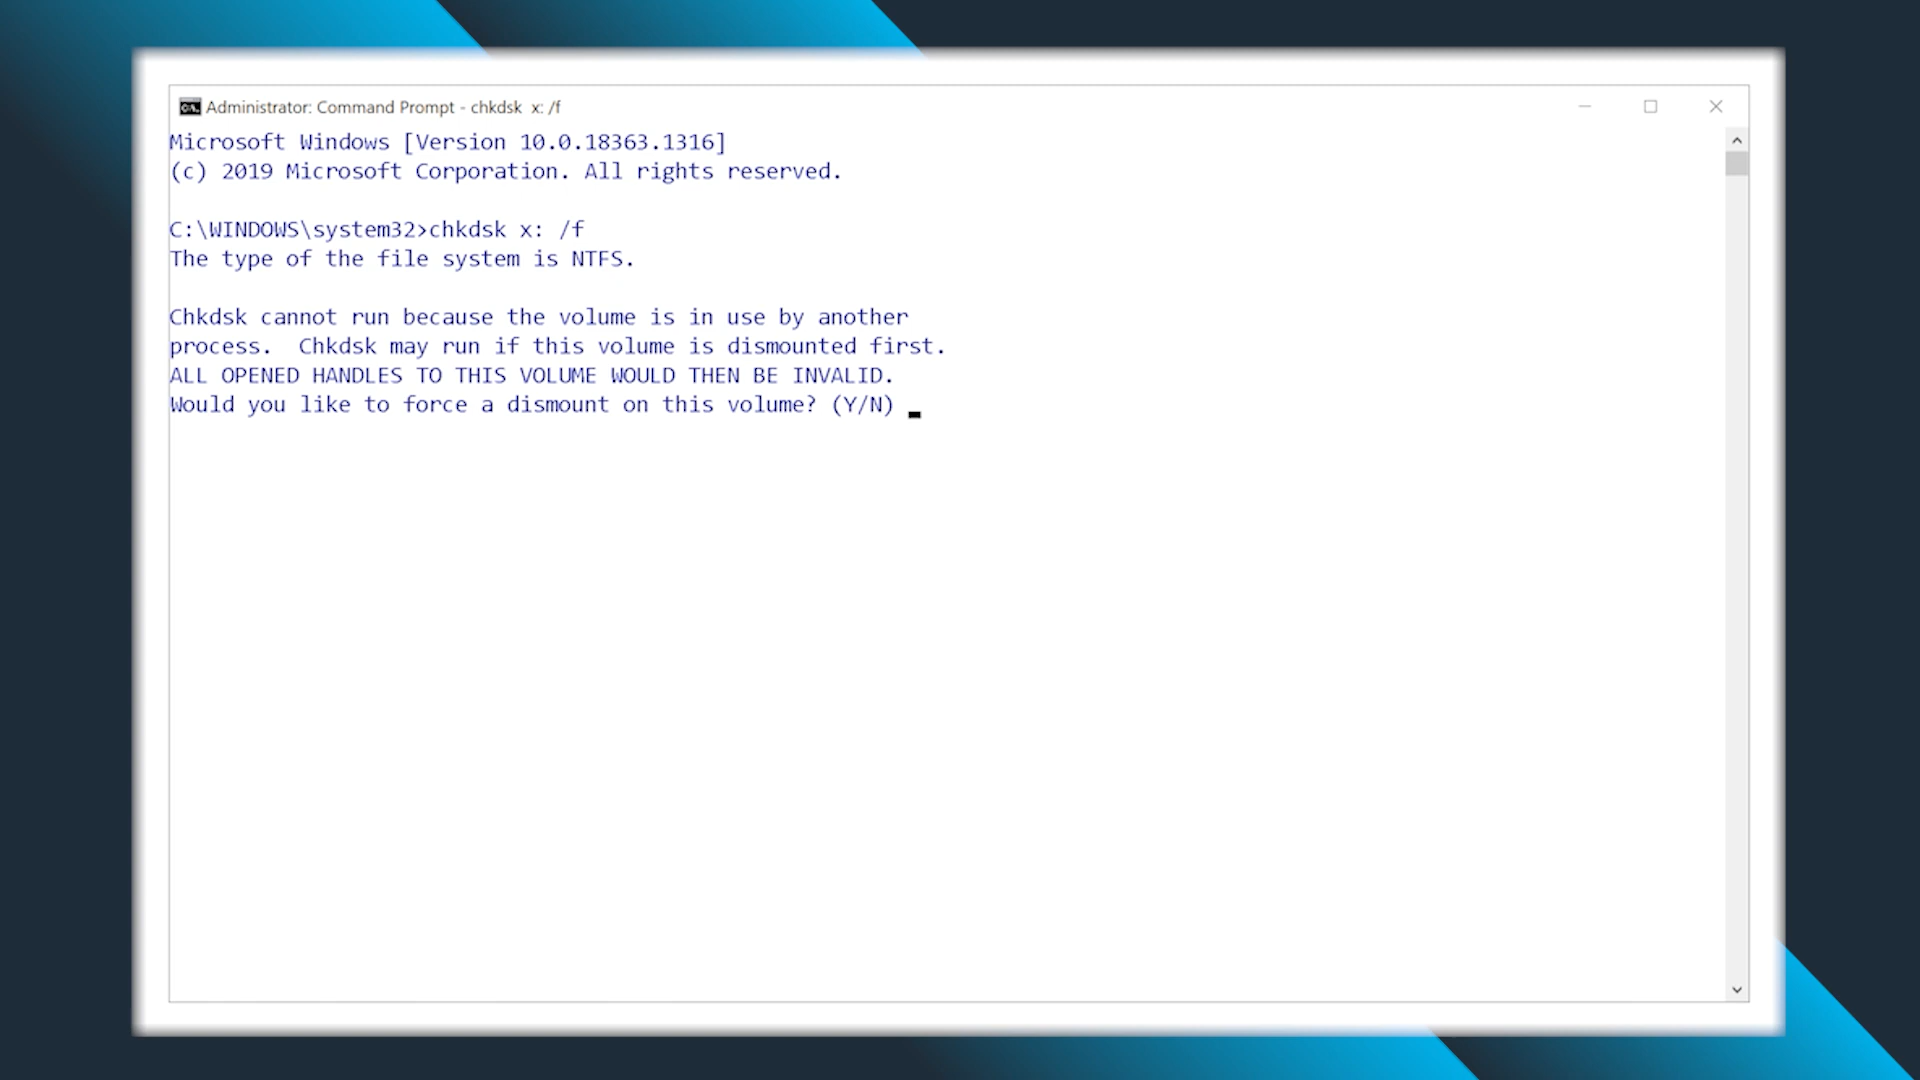 Administrator: Command Prompt - chkdsk  x: /f
Microsoft Windows [Version 10.0.18363.1316]
(c) 2019 Microsoft Corporation. All rights reserved.
C:\WINDOWS\system32>chkdsk x: /f
The type of the file system is NTFS.
Chkdsk cannot run because the volume is in use by another
process.  Chkdsk may run if this volume is dismounted first.
ALL OPENED HANDLES TO THIS VOLUME WOULD THEN BE INVALID.
Would you like to force a dismount on this volume? (Y/N)